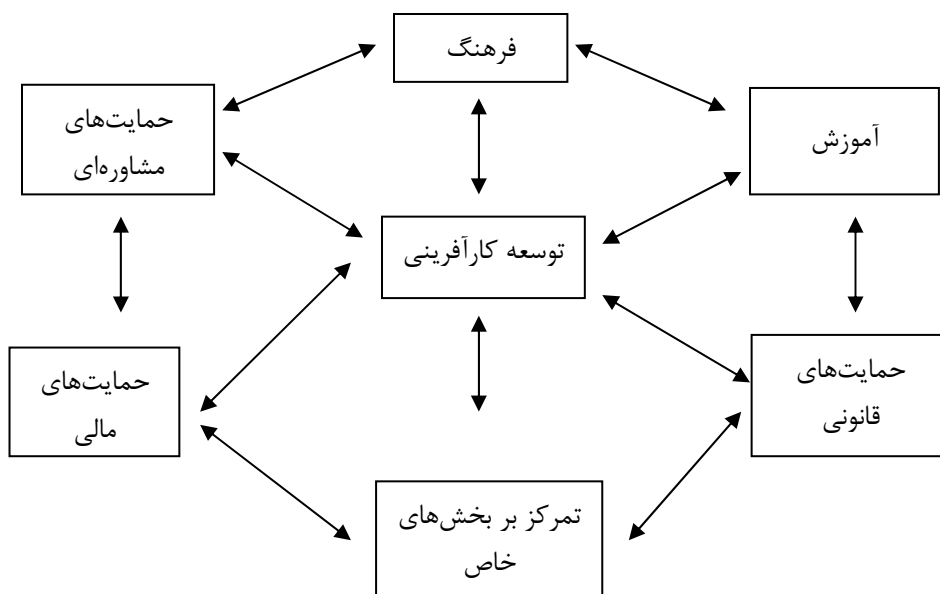 فرهنگ
آموزش
حمایت‌های
مشاوره‌ای
توسعه کارآفرینی
حمایت‌های
قانونی
حمایت‌های
مالی
تمرکز بر بخش‌های
خاص